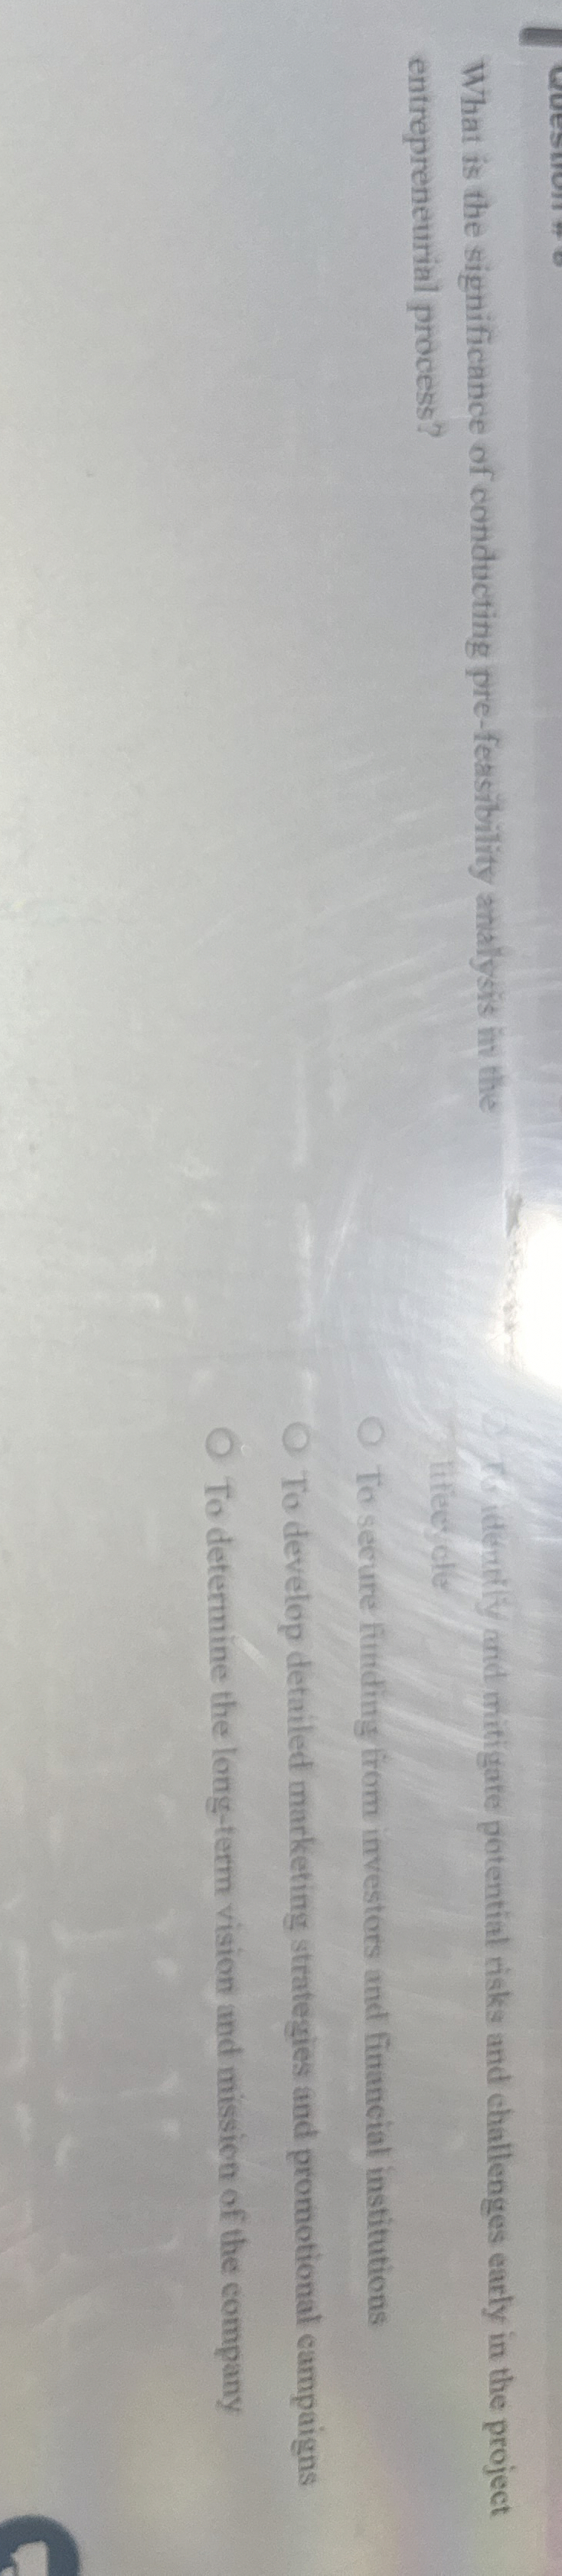 Question # 8
What is the significance of conducting pre-feasibility analysis in the
entrepreneurial process?
To identify and mitigate potential risks and challenges early in the project
lifecycle
To secure funding from investors and financial institutions
To develop detailed marketing strategies and promotional campaigns
To determine the long-term vision and mission of the company